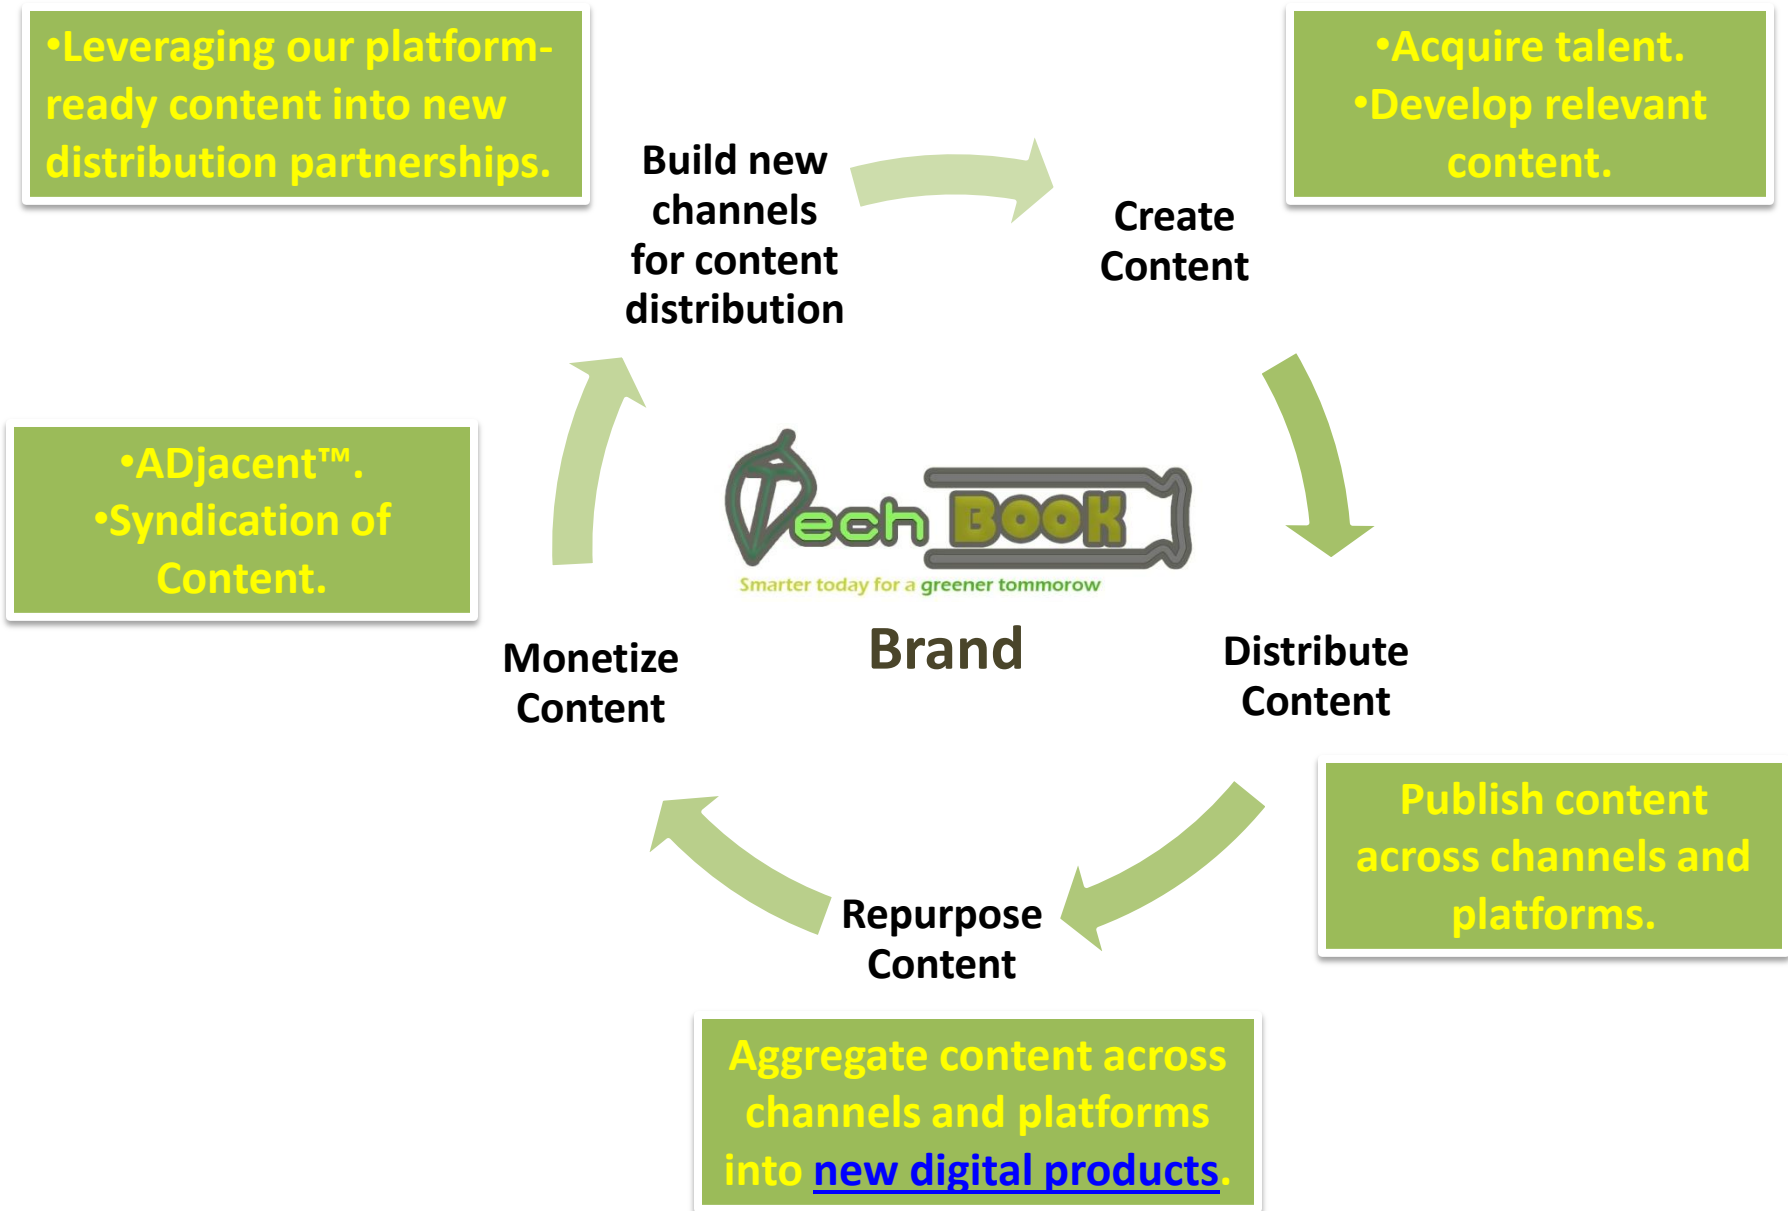 •Leveraging our platform-
ready content into new
distribution partnerships.
•Acquire talent.
•Develop relevant
content.
Build new
channels
for content
distribution
Create
Content
•ADjacent™.
•Syndication of
Content.
Tech BOOK
Smarter today for a greener tommorow
Brand
Monetize
Content
Distribute
Content
Publish content
across channels and
platforms.
Repurpose
Content
Aggregate content across
channels and platforms
into new digital products.